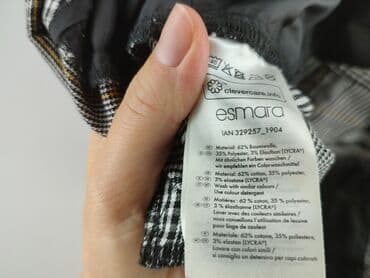 clevercare.info
esmara
IAN 329257_1904
Material: 62% Baumwolle,
35% Polyester, 3% Elasthan (LYCRA®)
Mit ähnlichen Farben waschen /
wir empfehlen ein Colorwaschmittel
Material: 62% cotton, 35% polyester,
3% elastane (LYCRA®)
Wash with similar colours /
Use colour detergent
Matières : 62 % coton, 35 % polyester,
3 % élasthanne (LYCRA®)
Laver avec des couleurs similaires /
nous conseillons l'utilisation de lessive
pour linge de couleur
Materiale: 62% cotone, 35% poliestere,
3% elastan (LYCRA®)
Lavare con colori simili /
si consiglia un detersivo per capi colorati